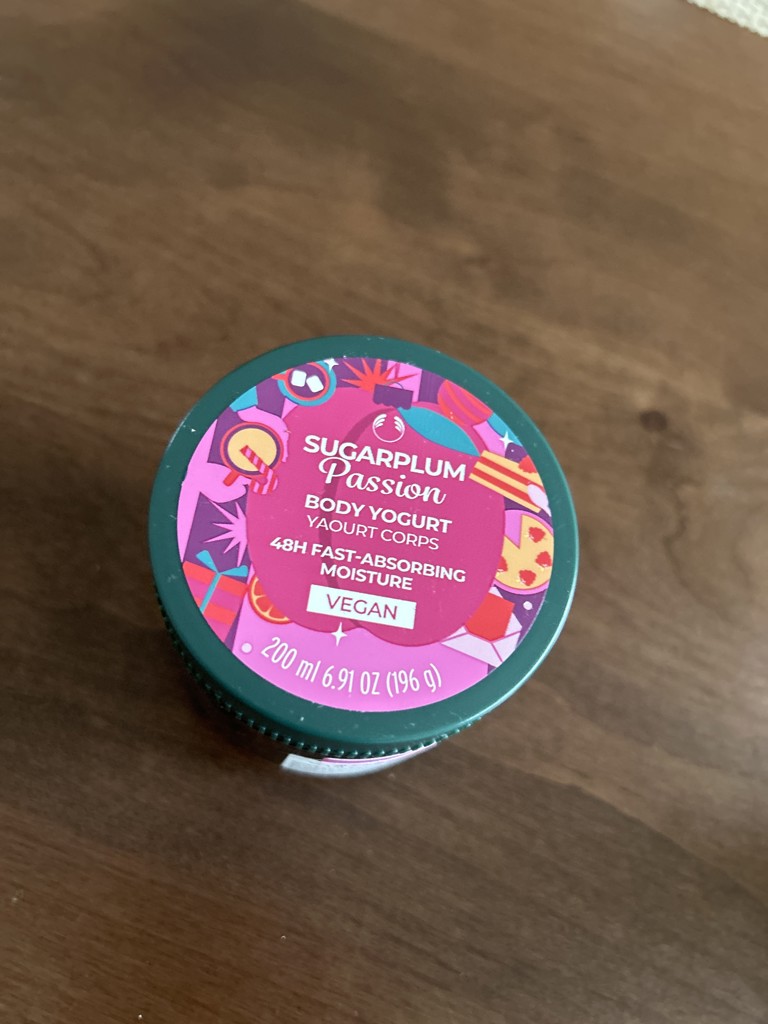 SUGARPLUM
Passion
BODY YOGURT
YAOURT CORPS
48H FAST-ABSORBING
MOISTURE
VEGAN
200 ml 6.91 OZ (196 g)